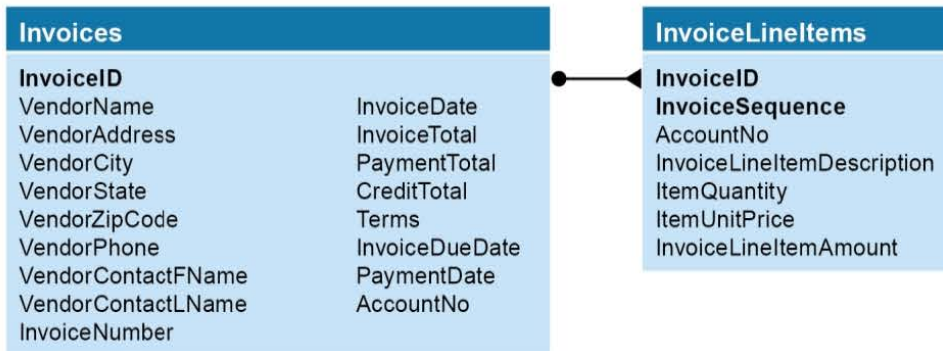 Invoices
InvoiceID
VendorName
VendorAddress
VendorCity
VendorState
VendorZipCode
VendorPhone
VendorContactFName
VendorContactLName
InvoiceNumber
InvoiceDate
InvoiceTotal
PaymentTotal
CreditTotal
Terms
InvoiceDueDate
PaymentDate
AccountNo
InvoiceLineItems
InvoiceID
InvoiceSequence
AccountNo
InvoiceLineItemDescription
ItemQuantity
ItemUnitPrice
InvoiceLineItemAmount